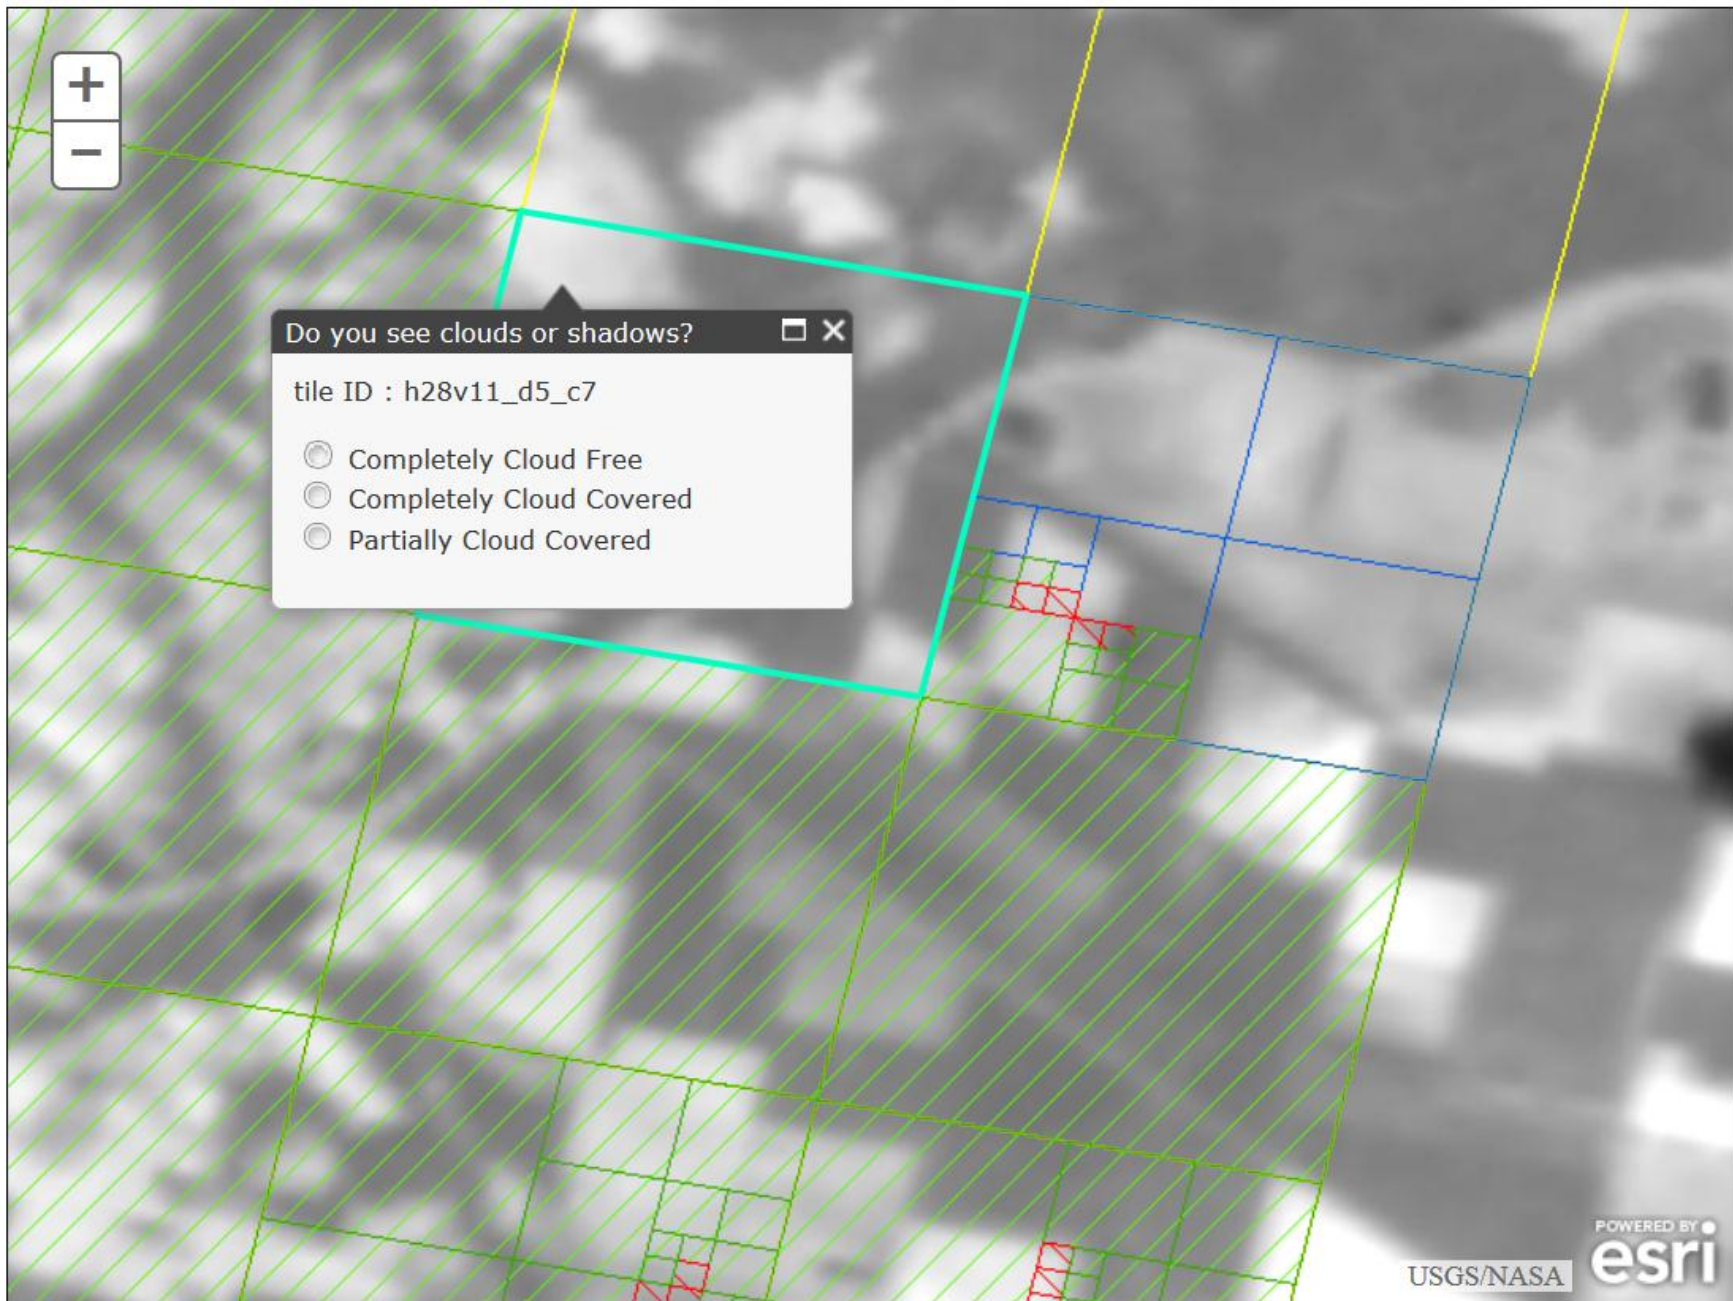 +
−
Do you see clouds or shadows?
tile ID : h28v11_d5_c7
Completely Cloud Free
Completely Cloud Covered
Partially Cloud Covered
POWERED BY
esri
USGS/NASA